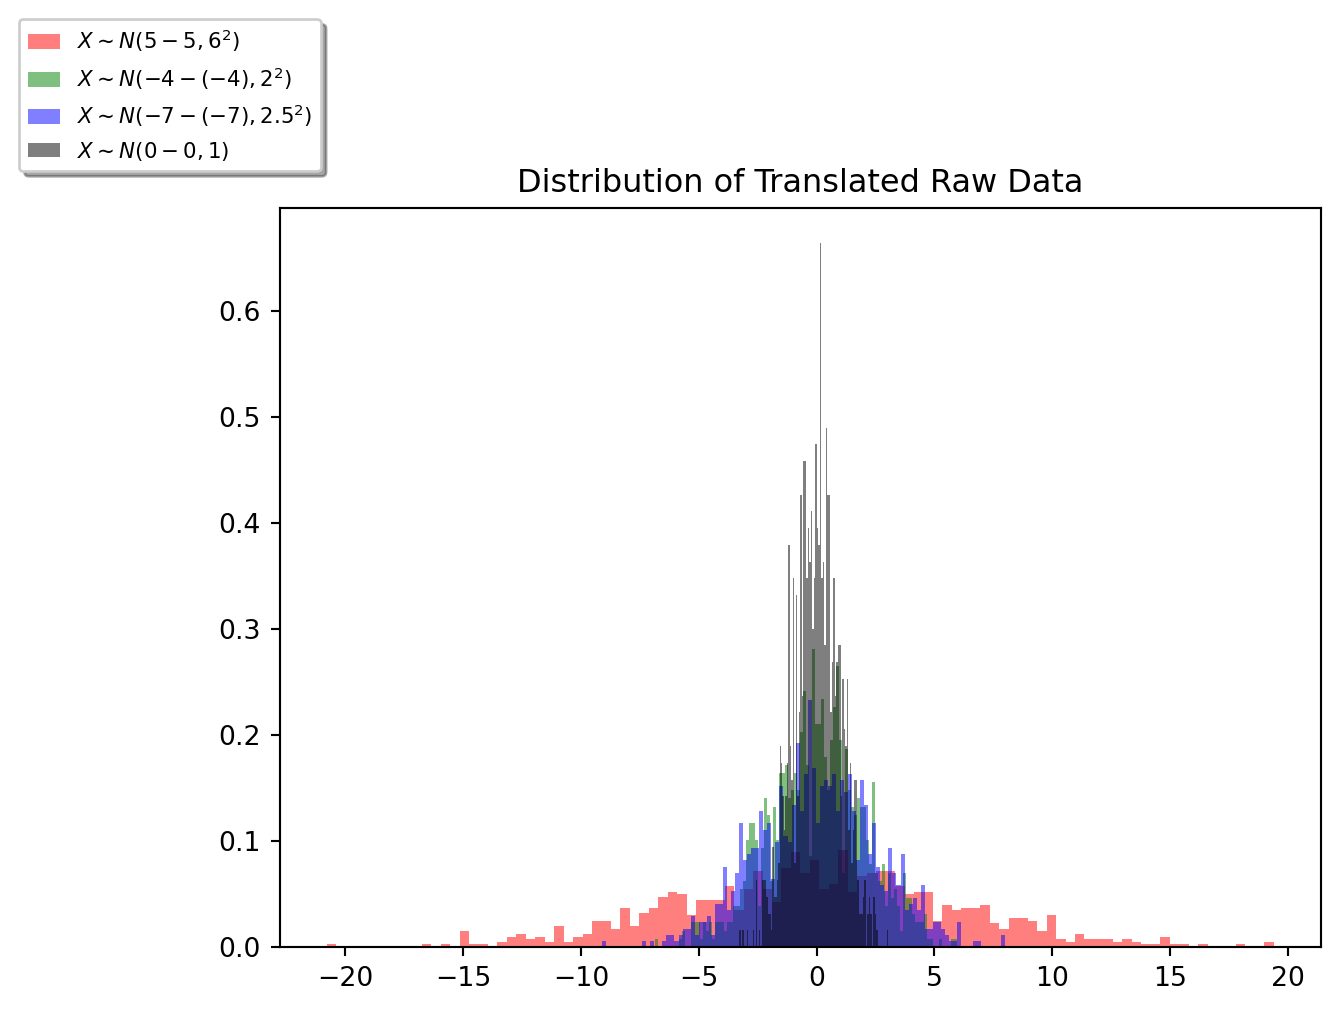 X ~ N(5 − 5, 6²)
X ~ N(−4 − (−4), 2²)
X ~ N(−7 − (−7), 2.5²)
X ~ N(0 − 0, 1)
Distribution of Translated Raw Data
0.6
0.5
0.4
0.3
0.2
0.1
0.0
−20 −15 −10 −5 0 5 10 15 20